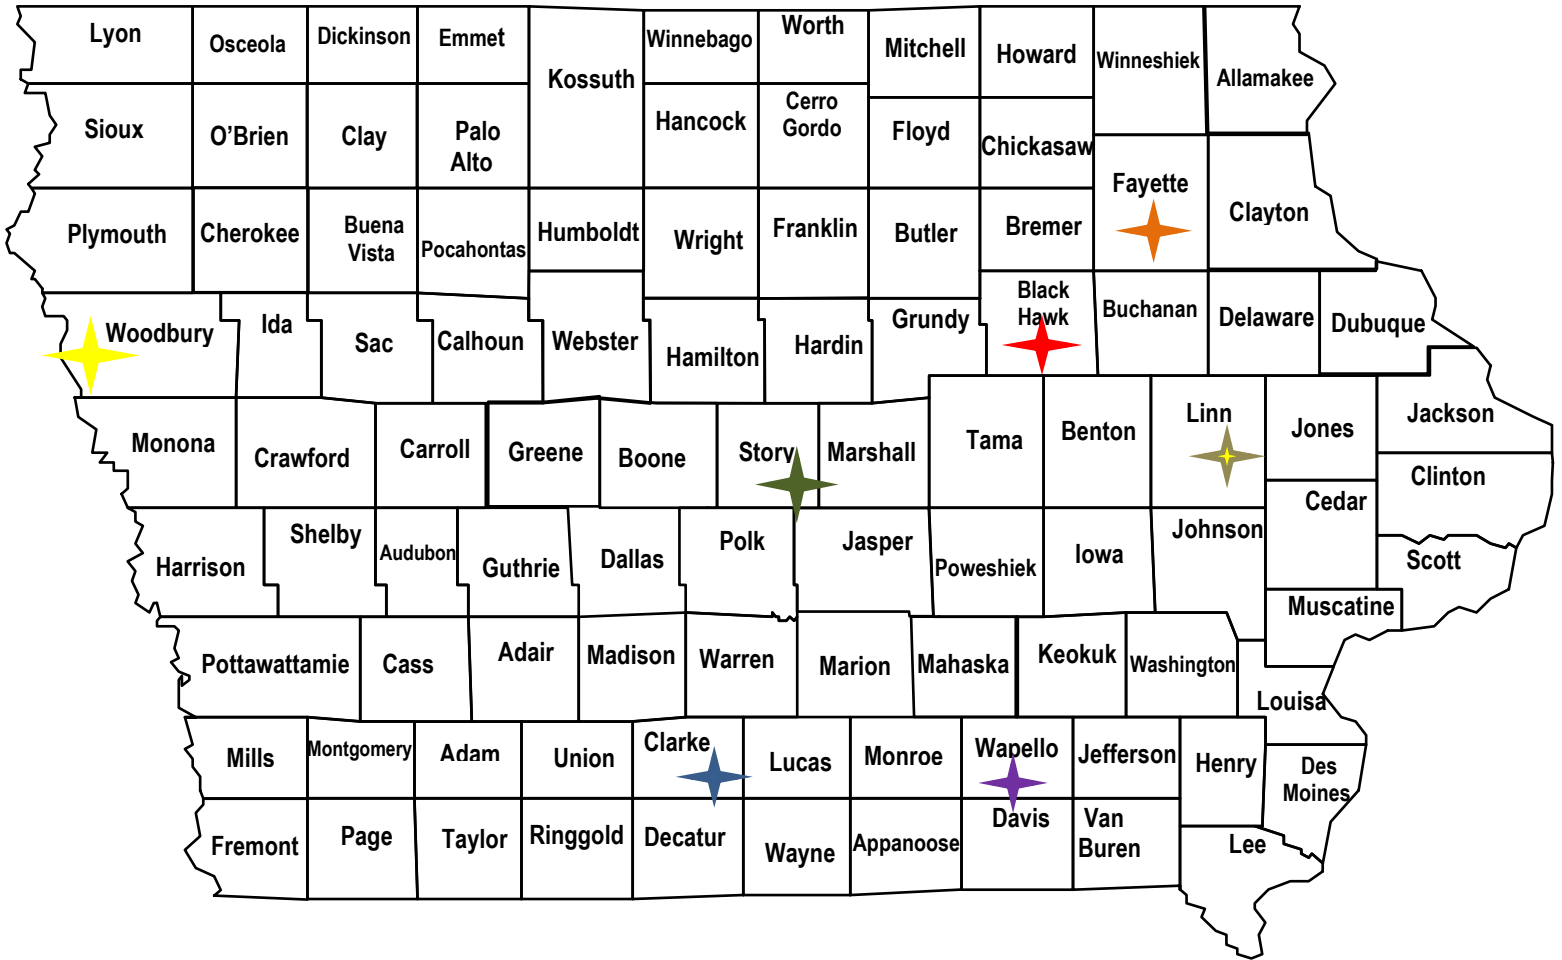 Lyon
Osceola
Dickinson
Emmet
Kossuth
Winnebago
Worth
Mitchell
Howard
Winneshiek
Allamakee
Sioux
O’Brien
Clay
Palo
Alto
Hancock
Cerro
Gordo
Floyd
Chickasaw
Fayette
Clayton
Plymouth
Cherokee
Buena
Vista
Pocahontas
Humboldt
Wright
Franklin
Butler
Bremer
Woodbury
Ida
Sac
Calhoun
Webster
Hamilton
Hardin
Grundy
Black
Hawk
Buchanan
Delaware
Dubuque
Monona
Crawford
Carroll
Greene
Boone
Story
Marshall
Tama
Benton
Linn
Jones
Jackson
Clinton
Cedar
Harrison
Shelby
Audubon
Guthrie
Dallas
Polk
Jasper
Poweshiek
Iowa
Johnson
Scott
Muscatine
Pottawattamie
Cass
Adair
Madison
Warren
Marion
Mahaska
Keokuk
Washington
Louisa
Mills
Montgomery
Adam
Union
Clarke
Lucas
Monroe
Wapello
Jefferson
Henry
Des
Moines
Fremont
Page
Taylor
Ringgold
Decatur
Wayne
Appanoose
Davis
Van
Buren
Lee